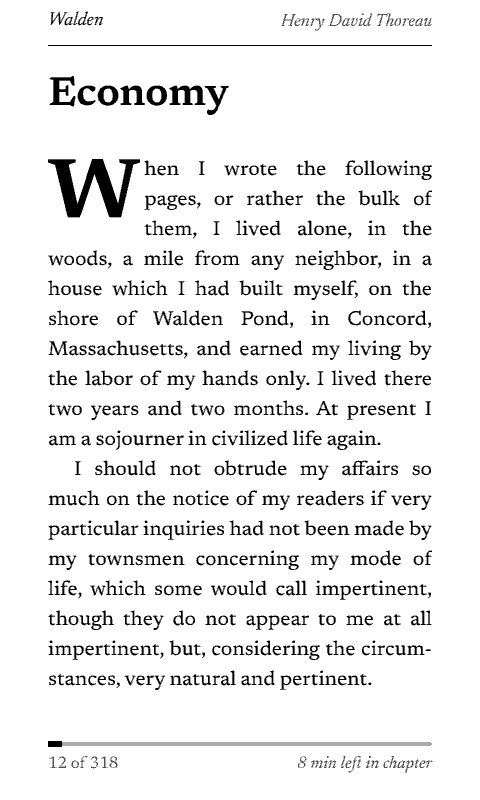 Walden
Henry David Thoreau
Economy
When I wrote the following
pages, or rather the bulk of
them, I lived alone, in the
woods, a mile from any neighbor, in a
house which I had built myself, on the
shore of Walden Pond, in Concord,
Massachusetts, and earned my living by
the labor of my hands only. I lived there
two years and two months. At present I
am a sojourner in civilized life again.
I should not obtrude my affairs so
much on the notice of my readers if very
particular inquiries had not been made by
my townsmen concerning my mode of
life, which some would call impertinent,
though they do not appear to me at all
impertinent, but, considering the circum-
stances, very natural and pertinent.
12 of 318
8 min left in chapter